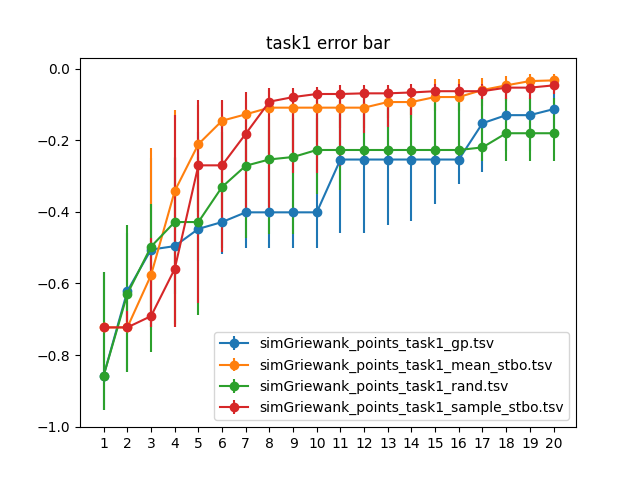 task1 error bar
0.0
−0.2
−0.4
−0.6
−0.8
−1.0
simGriewank_points_task1_gp.tsv
simGriewank_points_task1_mean_stbo.tsv
simGriewank_points_task1_rand.tsv
simGriewank_points_task1_sample_stbo.tsv
1 2 3 4 5 6 7 8 9 10 11 12 13 14 15 16 17 18 19 20